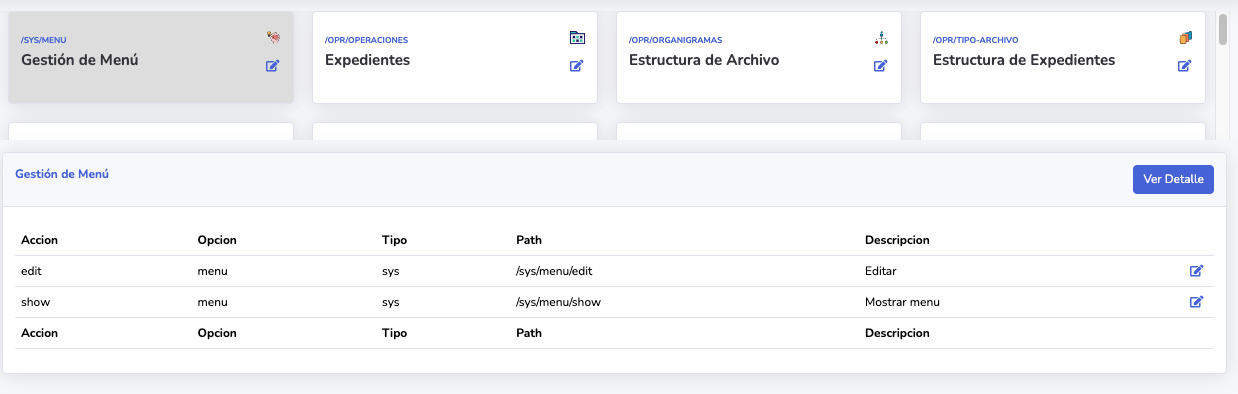 /SYS/MENU
Gestión de Menú
/OPR/OPERACIONES
Expedientes
/OPR/ORGANIGRAMAS
Estructura de Archivo
/OPR/TIPO-ARCHIVO
Estructura de Expedientes
Gestión de Menú
Ver Detalle
Accion Opcion Tipo Path Descripcion
edit menu sys /sys/menu/edit Editar
show menu sys /sys/menu/show Mostrar menu
Accion Opcion Tipo Path Descripcion